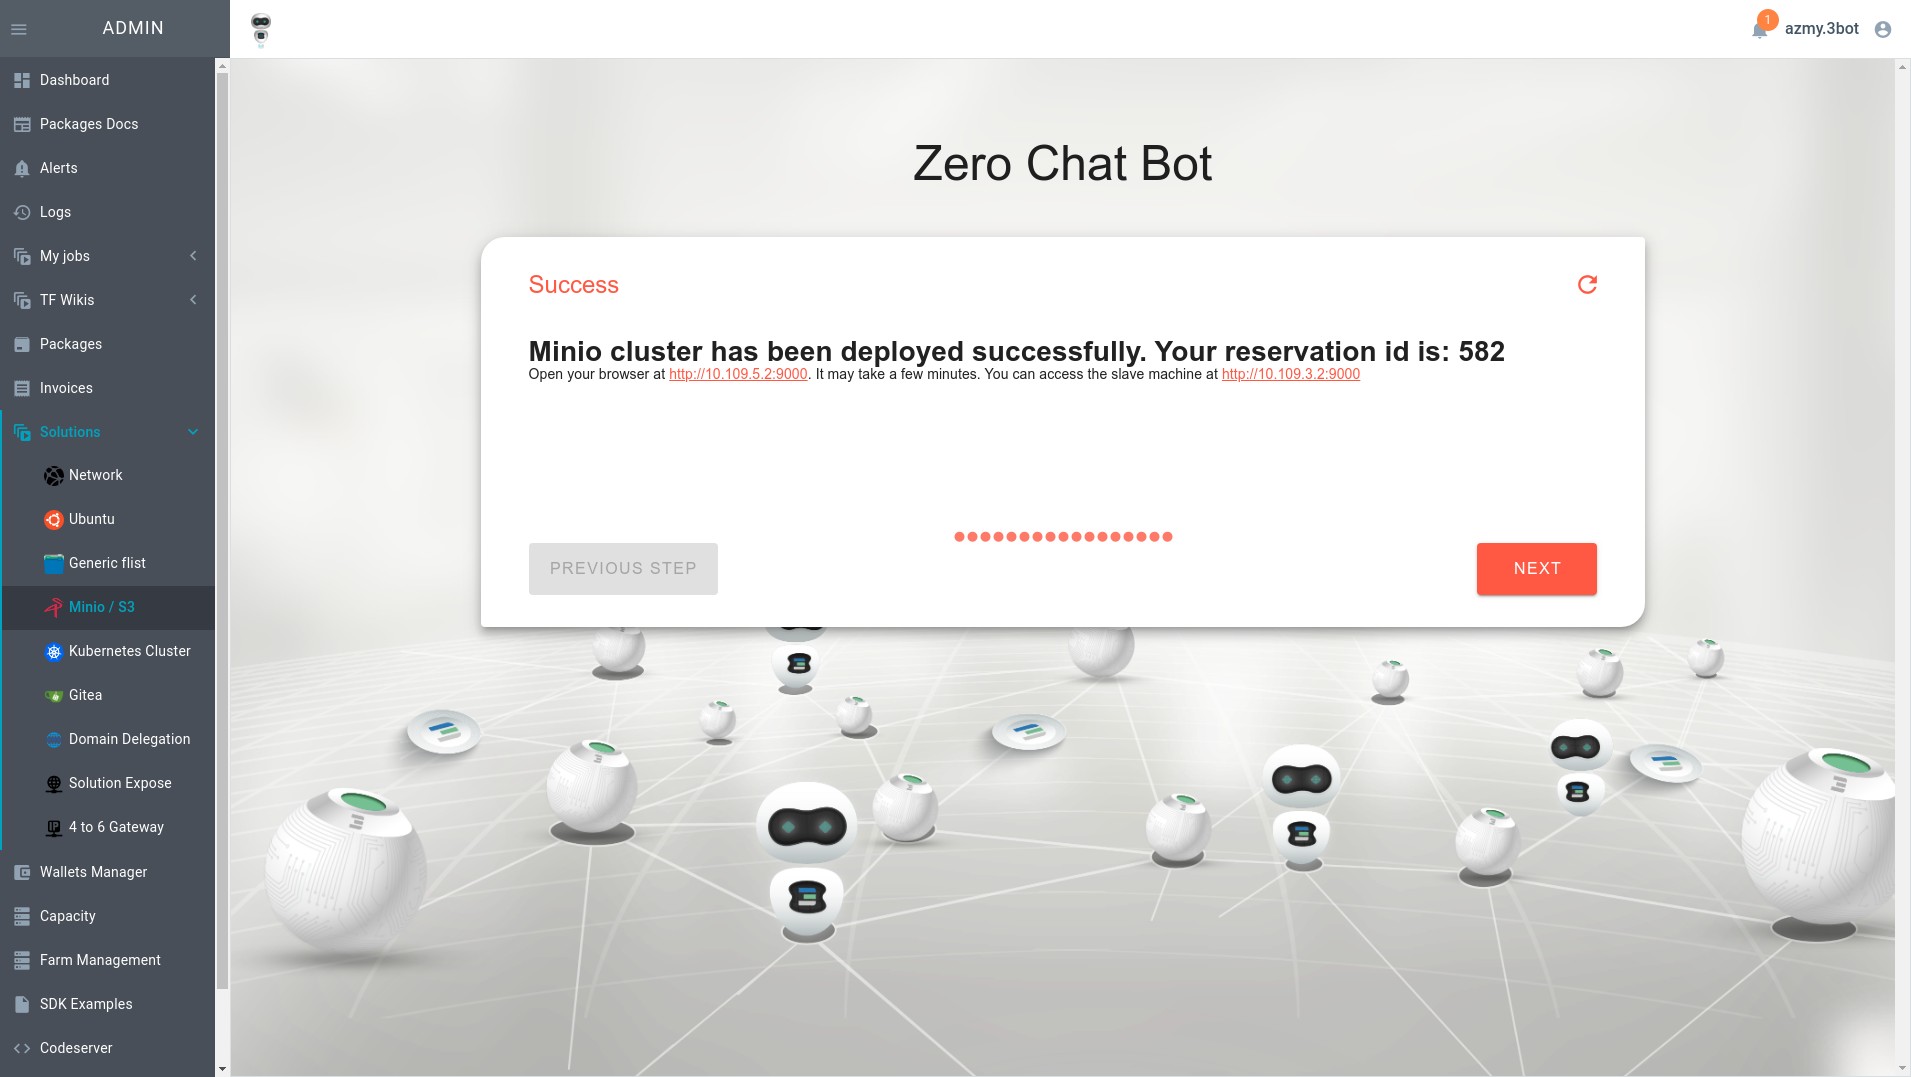 ADMIN
1
azmy.3bot
Dashboard
Packages Docs
Alerts
Logs
My jobs
TF Wikis
Packages
Invoices
Solutions
Network
Ubuntu
Generic flist
Minio / S3
Kubernetes Cluster
Gitea
Domain Delegation
Solution Expose
4 to 6 Gateway
Wallets Manager
Capacity
Farm Management
SDK Examples
Codeserver
Zero Chat Bot
Success
Minio cluster has been deployed successfully. Your reservation id is: 582
Open your browser at http://10.109.5.2:9000. It may take a few minutes. You can access the slave machine at http://10.109.3.2:9000
PREVIOUS STEP
NEXT